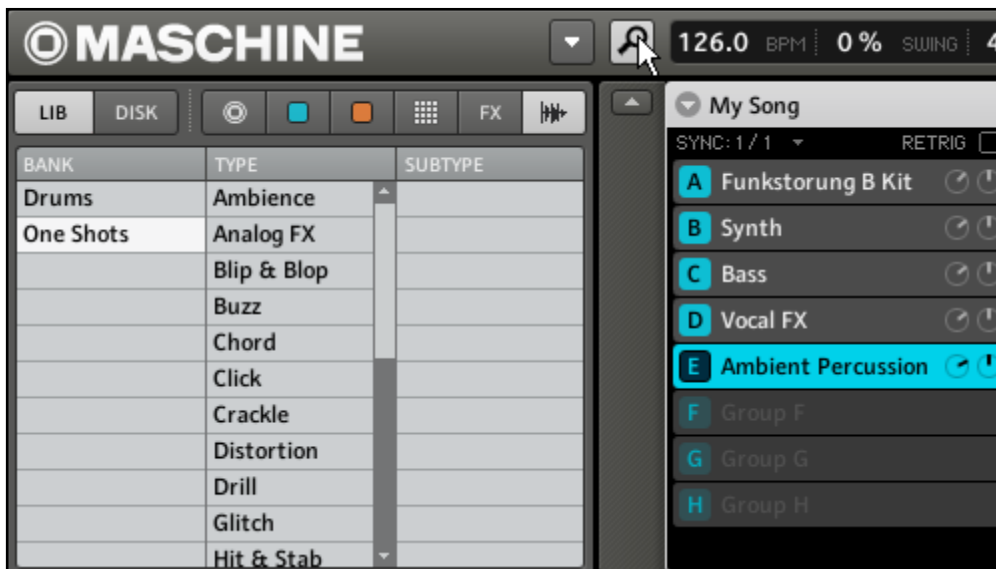 MASCHINE
126.0 BPM 0 % SWING 4
LIB DISK FX
BANK TYPE SUBTYPE
Drums Ambience
One Shots Analog FX
Blip & Blop
Buzz
Chord
Click
Crackle
Distortion
Drill
Glitch
Hit & Stab
My Song
SYNC: 1 / 1 RETRIG
A Funkstorung B Kit
B Synth
C Bass
D Vocal FX
E Ambient Percussion
F Group F
G Group G
H Group H